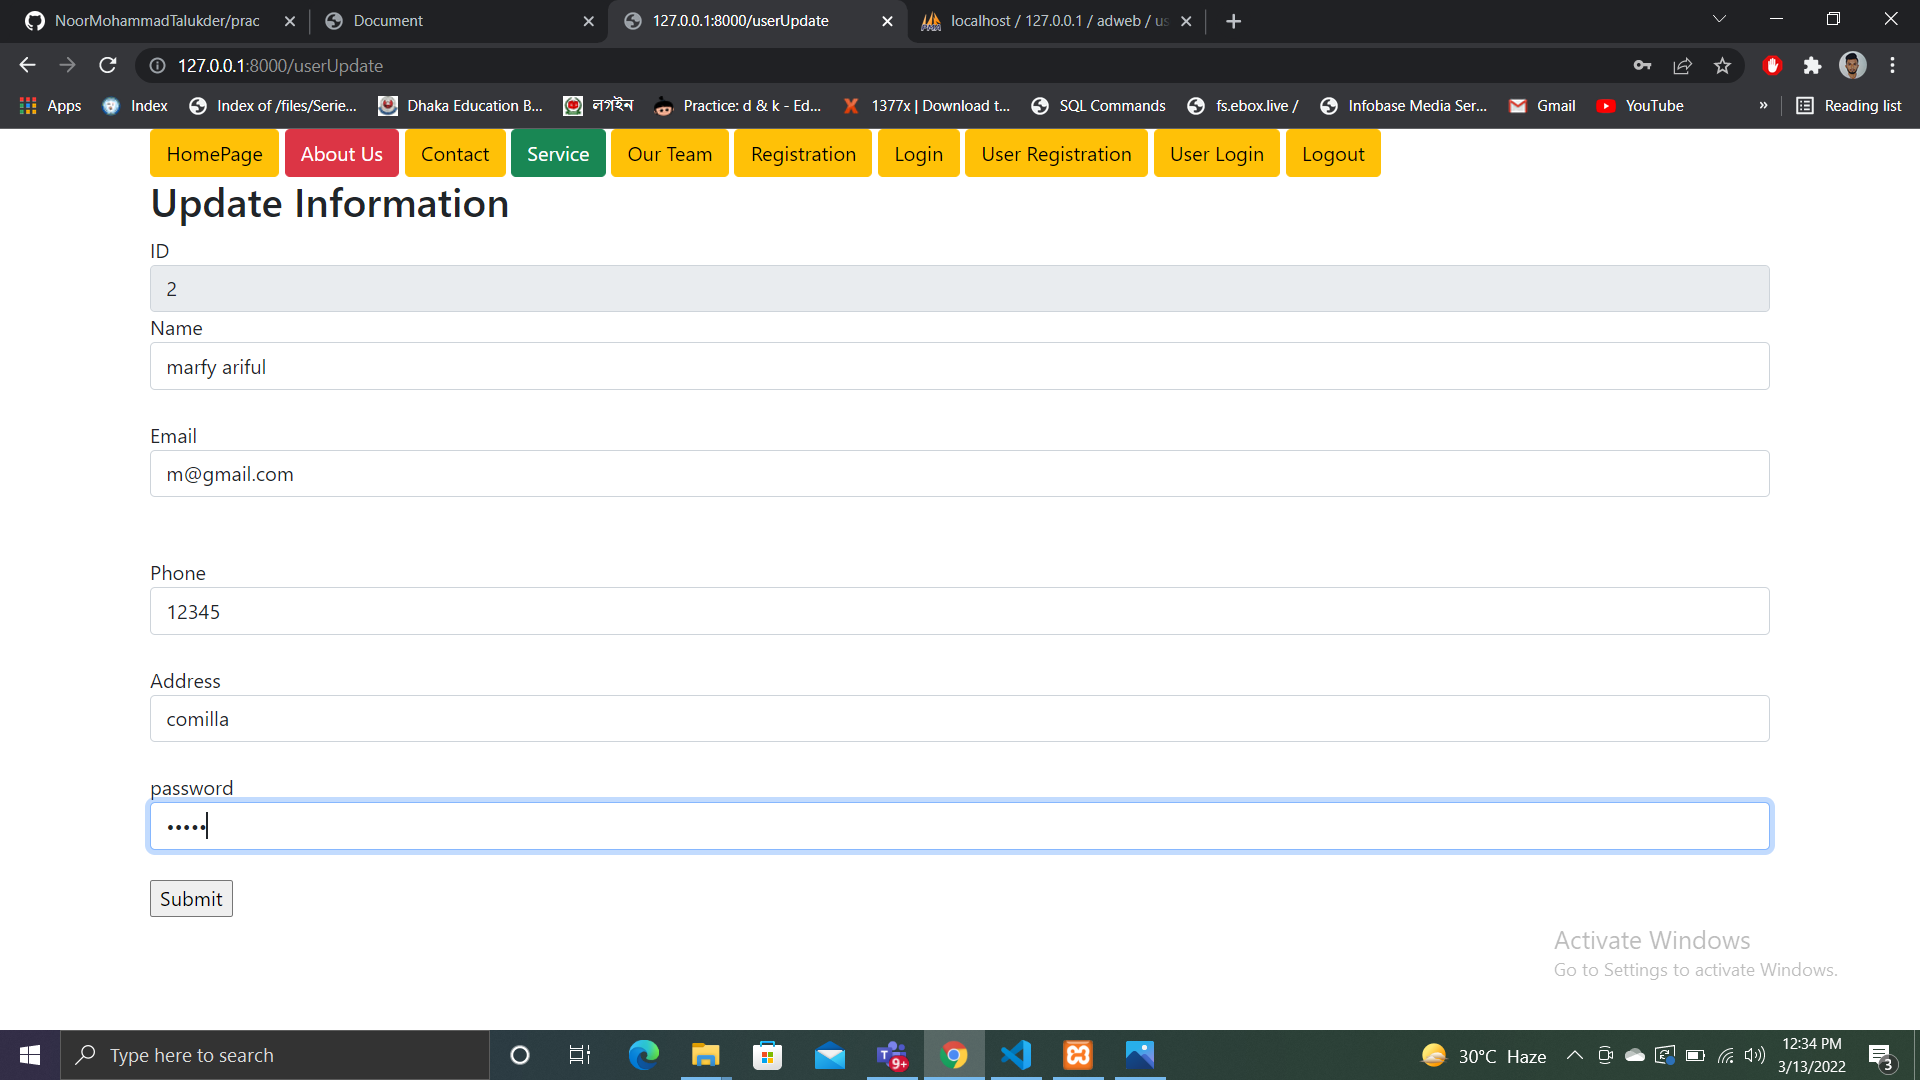 NoorMohammadTalukder/prac
Document
127.0.0.1:8000/userUpdate
localhost / 127.0.0.1 / adweb / us
127.0.0.1:8000/userUpdate
Apps
Index
Index of /files/Serie...
Dhaka Education B...
লগইন
Practice: d & k - Ed...
1377x | Download t...
SQL Commands
fs.ebox.live /
Infobase Media Ser...
Gmail
YouTube
»
Reading list
HomePage
About Us
Contact
Service
Our Team
Registration
Login
User Registration
User Login
Logout
Update Information
ID
2
Name
marfy ariful
Email
m@gmail.com
Phone
12345
Address
comilla
password
•••••
Submit
Activate Windows
Go to Settings to activate Windows.
Type here to search
9+
30°C Haze
12:34 PM
3/13/2022
3